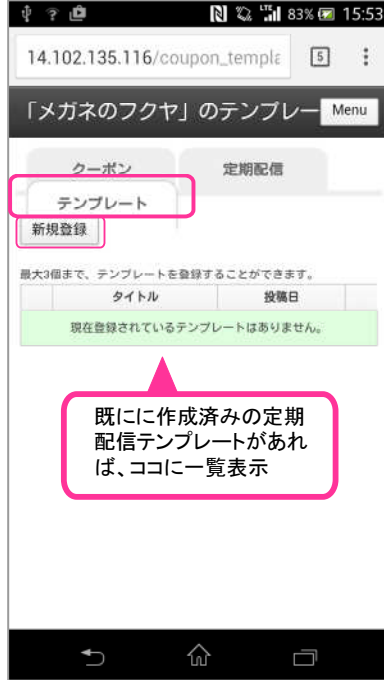 83% 15:53
14.102.135.116/coupon_templa 5
「メガネのフクヤ」のテンプレー Menu
クーポン 定期配信
テンプレート
新規登録
最大3個まで、テンプレートを登録することができます。
タイトル 投稿日
現在登録されているテンプレートはありません。
既にに作成済みの定期
配信テンプレートがあれ
ば、ココに一覧表示